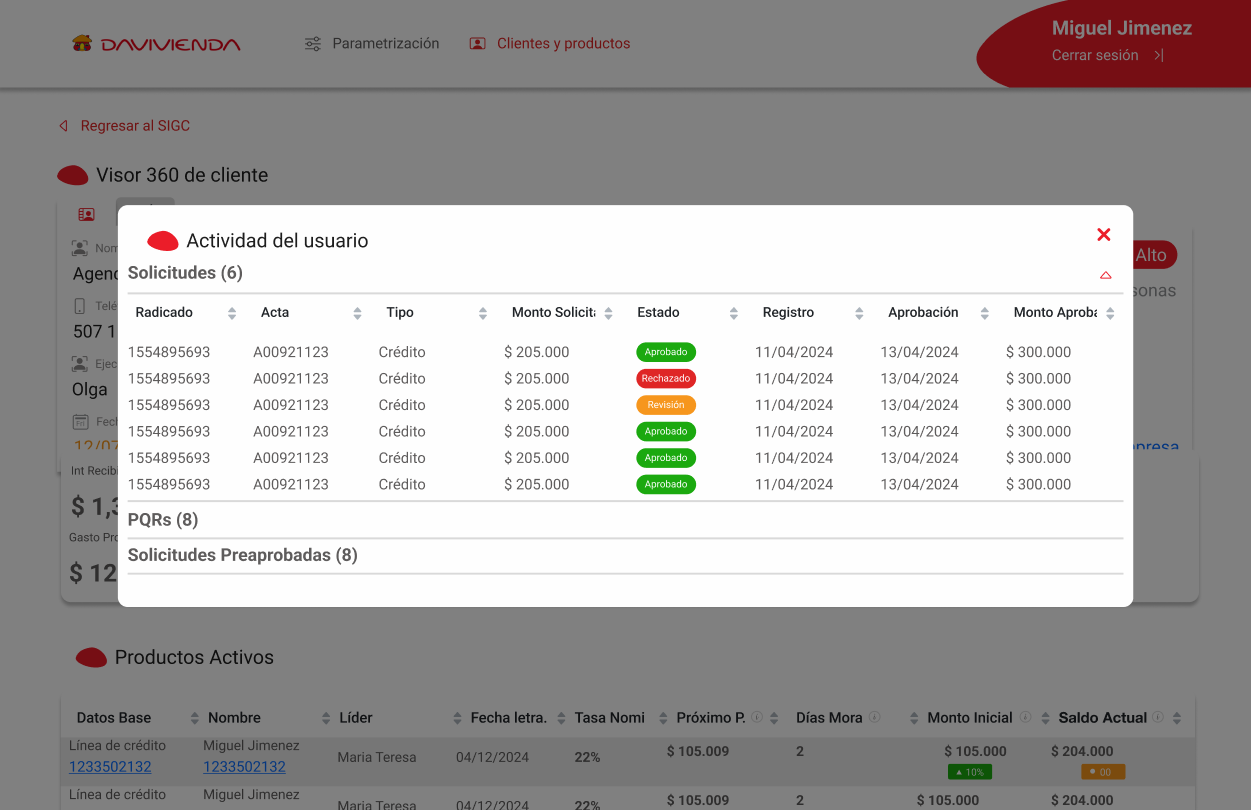 DAVIVIENDA
Parametrización
Clientes y productos
Miguel Jimenez
Cerrar sesión
Regresar al SIGC
Visor 360 de cliente
Nom
Agenc
Telé
507 1
Ejec
Olga
Fech
12/07
Alto
sonas
presa
Int Recibi
$ 1,3
Gasto Pro
$ 12
Actividad del usuario
Solicitudes (6)
Radicado Acta Tipo Monto Solicita Estado Registro Aprobación Monto Aproba
1554895693 A00921123 Crédito $ 205.000 Aprobado 11/04/2024 13/04/2024 $ 300.000
1554895693 A00921123 Crédito $ 205.000 Rechazado 11/04/2024 13/04/2024 $ 300.000
1554895693 A00921123 Crédito $ 205.000 Revisión 11/04/2024 13/04/2024 $ 300.000
1554895693 A00921123 Crédito $ 205.000 Aprobado 11/04/2024 13/04/2024 $ 300.000
1554895693 A00921123 Crédito $ 205.000 Aprobado 11/04/2024 13/04/2024 $ 300.000
1554895693 A00921123 Crédito $ 205.000 Aprobado 11/04/2024 13/04/2024 $ 300.000
PQRs (8)
Solicitudes Preaprobadas (8)
Productos Activos
Datos Base Nombre Líder Fecha letra. Tasa Nomi Próximo P. Días Mora Monto Inicial Saldo Actual
Línea de crédito Miguel Jimenez Maria Teresa 04/12/2024 22% $ 105.009 2 $ 105.000 $ 204.000
1233502132 1233502132 10% 00
Línea de crédito Miguel Jimenez Maria Teresa 04/12/2024 22% $ 105.009 2 $ 105.000 $ 204.000